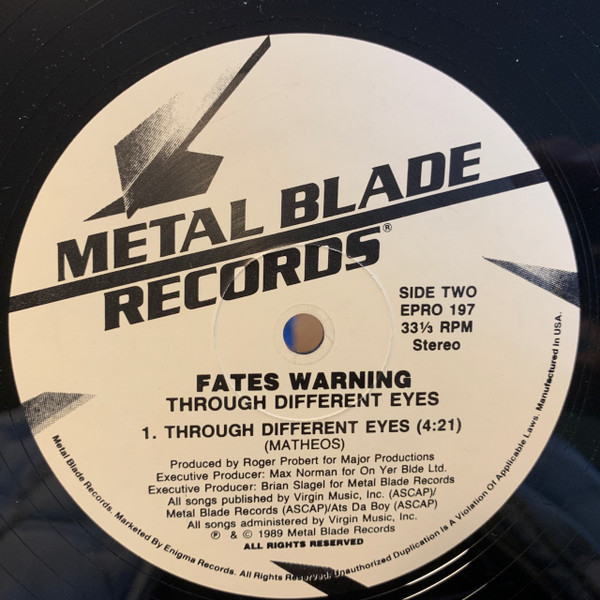 METAL BLADE
RECORDS®
SIDE TWO
EPRO 197
33⅓ RPM
Stereo
FATES WARNING
THROUGH DIFFERENT EYES
1. THROUGH DIFFERENT EYES (4:21)
(MATHEOS)
Produced by Roger Probert for Major Productions
Executive Producer: Max Norman for On Yer Blde Ltd.
Executive Producer: Brian Slagel for Metal Blade Records
All songs published by Virgin Music, Inc. (ASCAP)/
Metal Blade Records (ASCAP)/Ats Da Boy (ASCAP)
All songs administered by Virgin Music, Inc.
℗ & © 1989 Metal Blade Records
ALL RIGHTS RESERVED
Metal Blade Records. Marketed By Enigma Records. All Rights Reserved. Unauthorized Duplication Is A Violation Of Applicable Laws. Manufactured In USA.